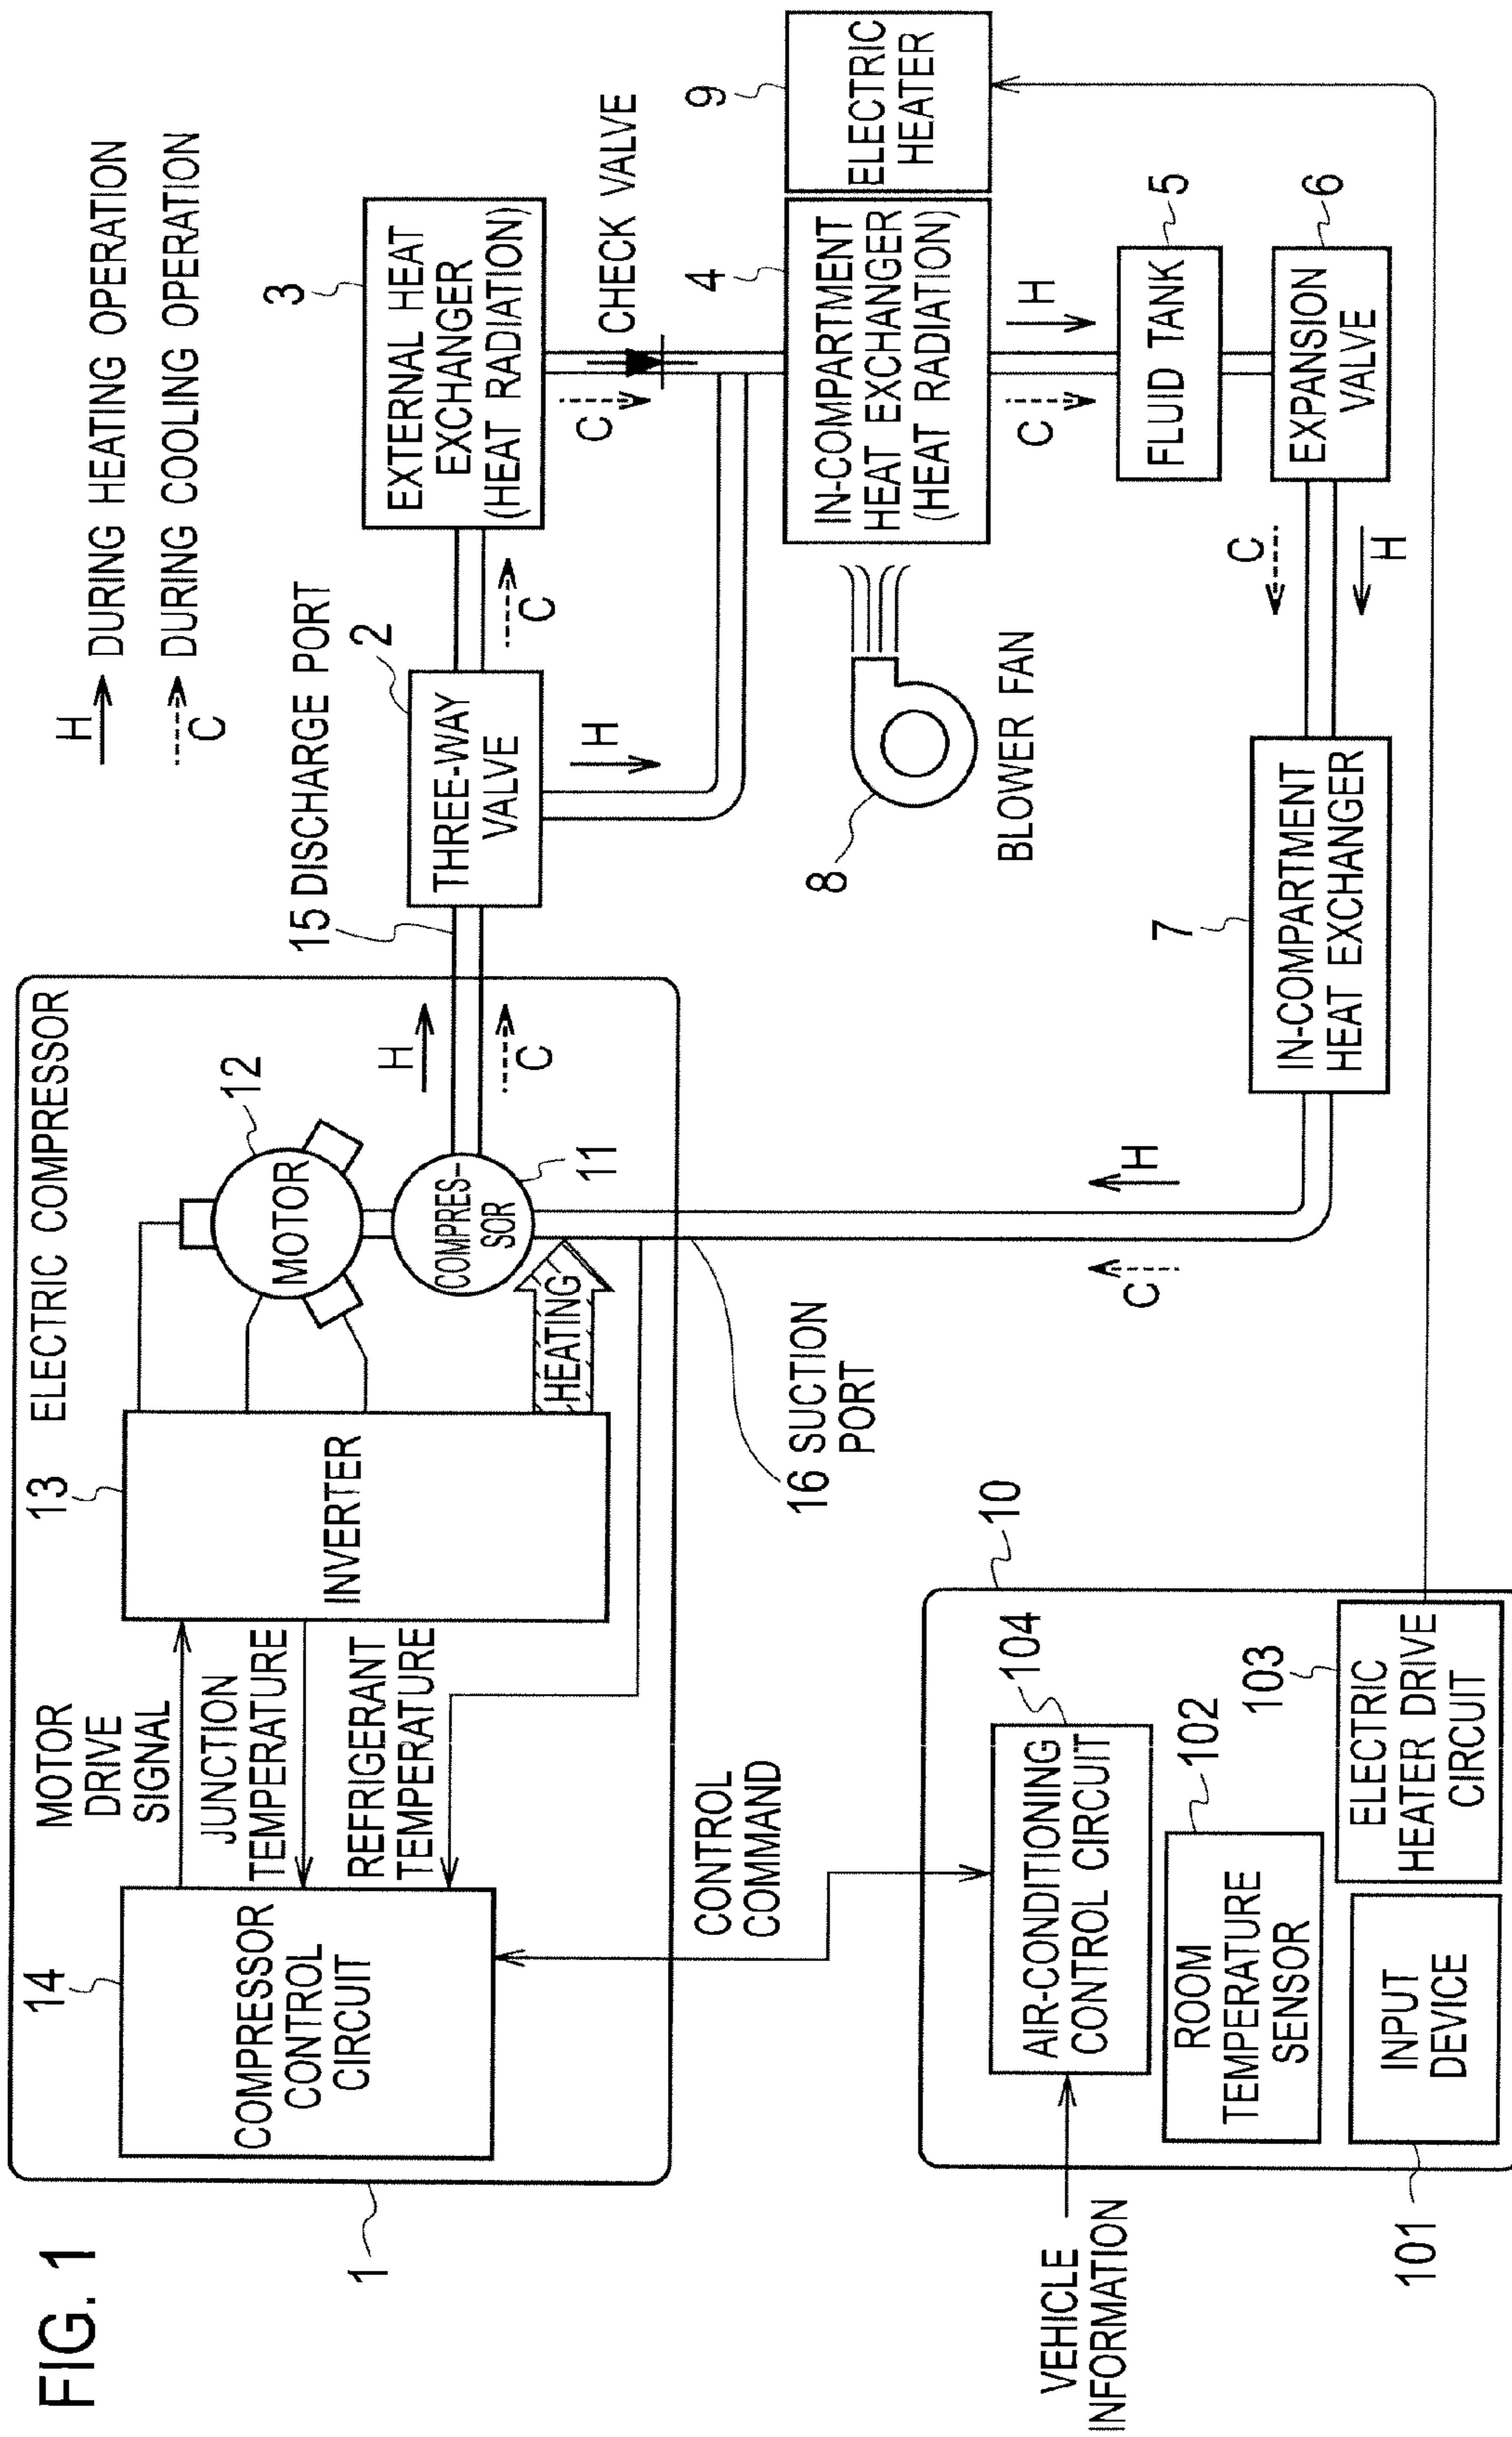 FIG. 1
H
DURING HEATING OPERATION
C
DURING COOLING OPERATION
1
ELECTRIC COMPRESSOR
14
COMPRESSOR
CONTROL
CIRCUIT
MOTOR
DRIVE
SIGNAL
JUNCTION
TEMPERATURE
REFRIGERANT
TEMPERATURE
13
INVERTER
HEATING
12
MOTOR
11
COMPRES-
SOR
H
C
15 DISCHARGE PORT
16 SUCTION
PORT
2
THREE-WAY
VALVE
C
H
3
EXTERNAL HEAT
EXCHANGER
(HEAT RADIATION)
C
CHECK VALVE
4
IN-COMPARTMENT
HEAT EXCHANGER
(HEAT RADIATION)
9
ELECTRIC
HEATER
8
BLOWER FAN
C
H
5
FLUID TANK
6
EXPANSION
VALVE
C
H
7
IN-COMPARTMENT
HEAT EXCHANGER
C
H
CONTROL
COMMAND
10
VEHICLE
INFORMATION
104
AIR-CONDITIONING
CONTROL CIRCUIT
102
ROOM
TEMPERATURE
SENSOR
103
ELECTRIC
HEATER DRIVE
CIRCUIT
101
INPUT
DEVICE